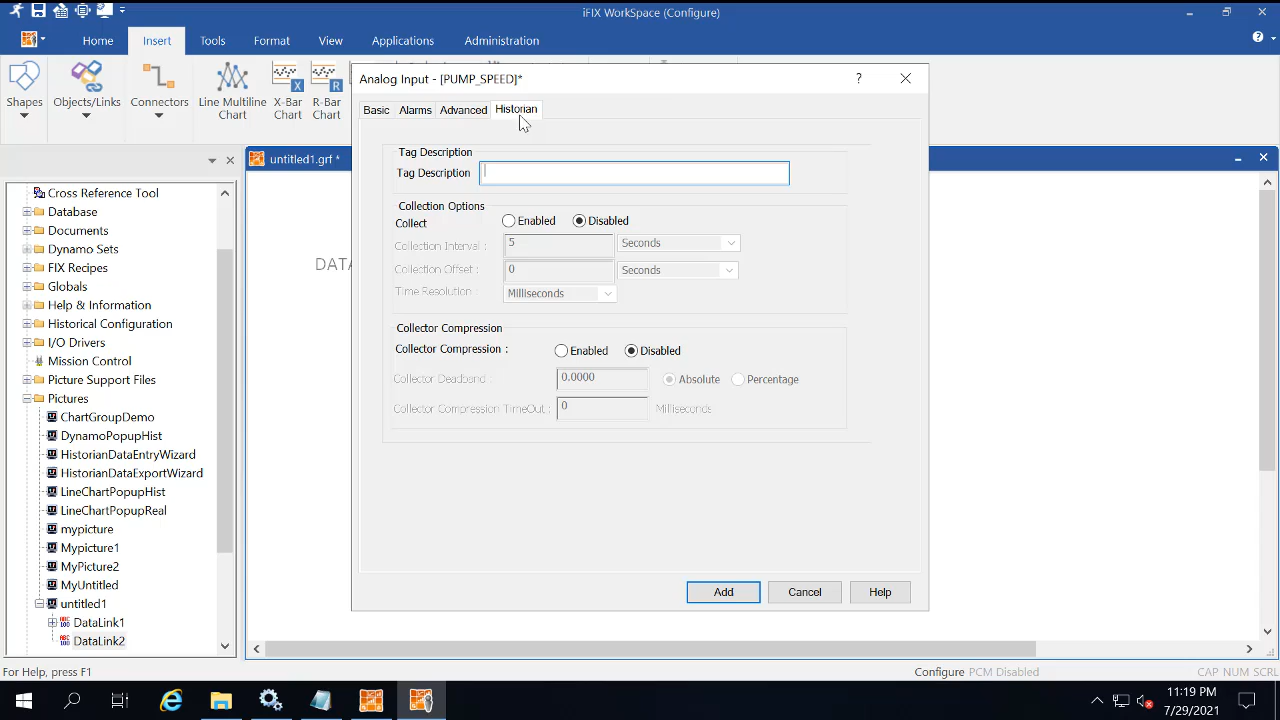 iFIX WorkSpace (Configure)
Home Insert Tools Format View Applications Administration
Shapes Objects/Links Connectors Line Multiline Chart X-Bar Chart R-Bar Chart
Analog Input - [PUMP_SPEED]*
Basic Alarms Advanced Historian
untitled1.grf *
Cross Reference Tool
Database
Documents
Dynamo Sets
FIX Recipes
Globals
Help & Information
Historical Configuration
I/O Drivers
Mission Control
Picture Support Files
Pictures
ChartGroupDemo
DynamoPopupHist
HistorianDataEntryWizard
HistorianDataExportWizard
LineChartPopupHist
LineChartPopupReal
mypicture
Mypicture1
MyPicture2
MyUntitled
untitled1
DataLink1
DataLink2
DATA
Tag Description
Tag Description
Collection Options
Collect Enabled Disabled
Collection Interval : 5 Seconds
Collection Offset : 0 Seconds
Time Resolution : Milliseconds
Collector Compression
Collector Compression : Enabled Disabled
Collector Deadband : 0.0000 Absolute Percentage
Collector Compression TimeOut : 0 Milliseconds
Add Cancel Help
For Help, press F1
Configure PCM Disabled
CAP NUM SCRL
11:19 PM
7/29/2021